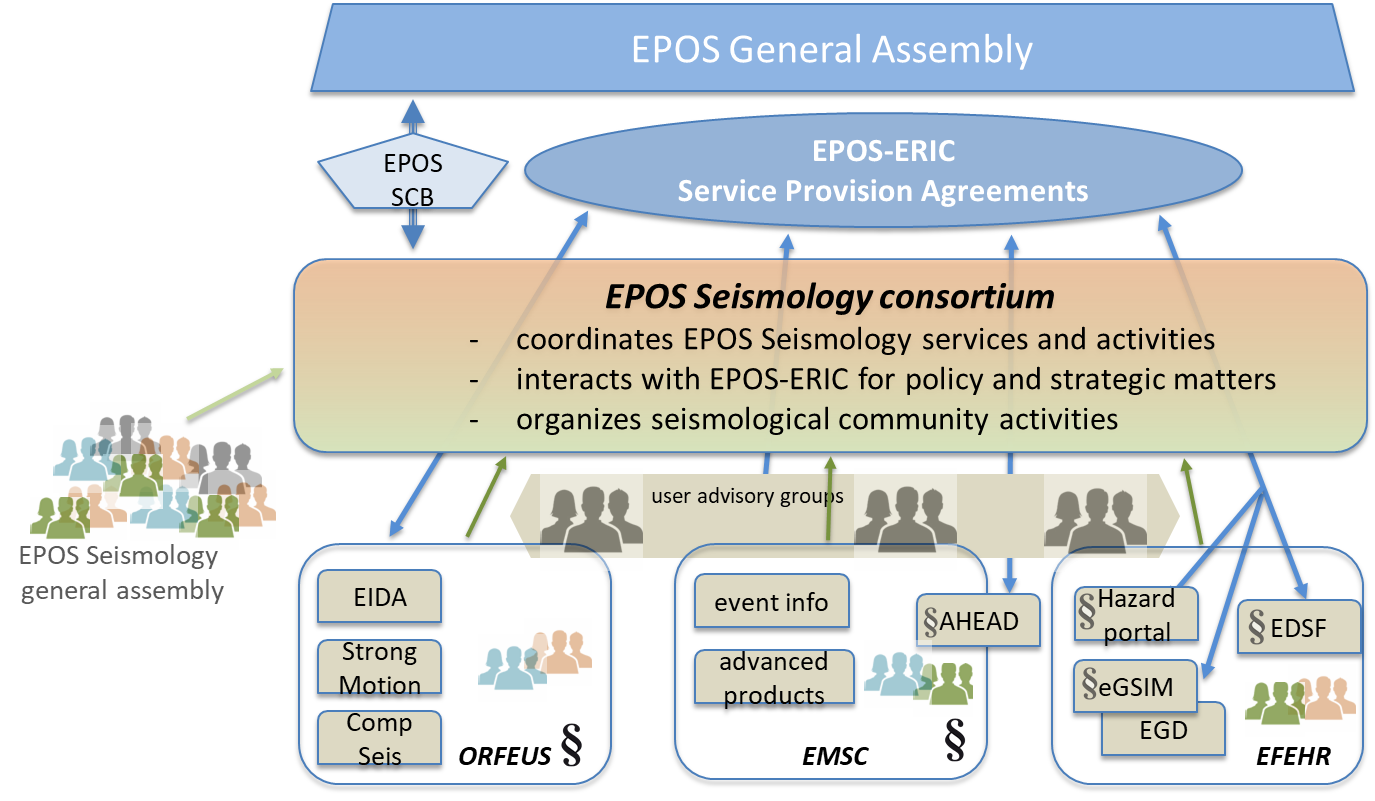 EPOS General Assembly
EPOS
SCB
EPOS-ERIC
Service Provision Agreements
EPOS Seismology consortium
- coordinates EPOS Seismology services and activities
- interacts with EPOS-ERIC for policy and strategic matters
- organizes seismological community activities
EPOS Seismology
general assembly
user advisory groups
EIDA
Strong
Motion
Comp
Seis
ORFEUS §
event info
advanced
products
§AHEAD
EMSC §
§Hazard
portal
§ EDSF
§eGSIM
EGD
EFEHR